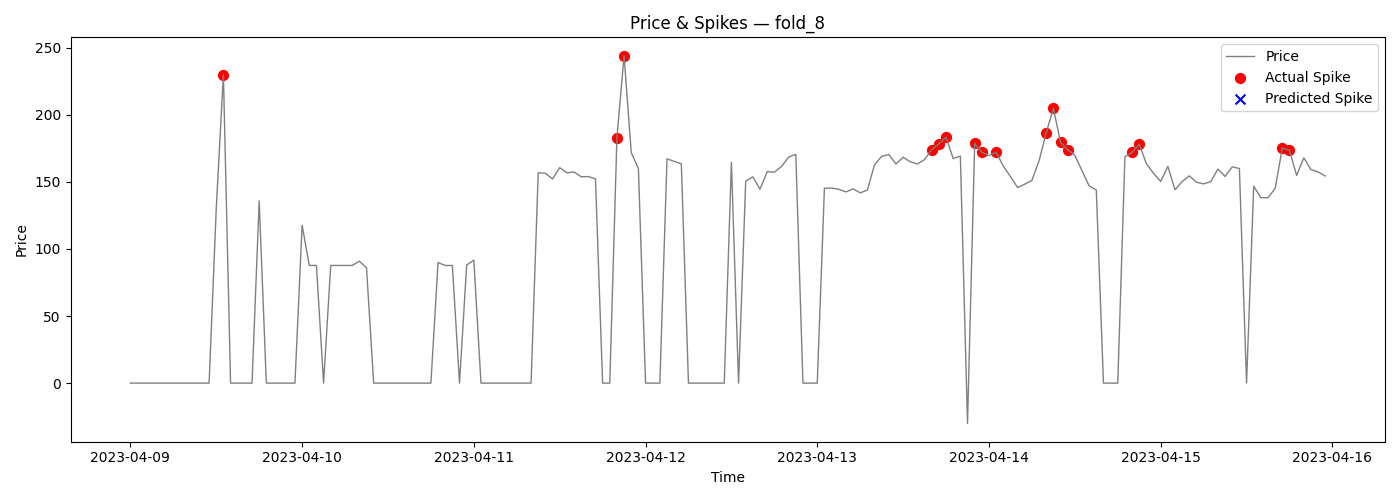 Price & Spikes — fold_8
Price
Actual Spike
Predicted Spike
250
200
150
100
50
0
Price
2023-04-09
2023-04-10
2023-04-11
2023-04-12
2023-04-13
2023-04-14
2023-04-15
2023-04-16
Time